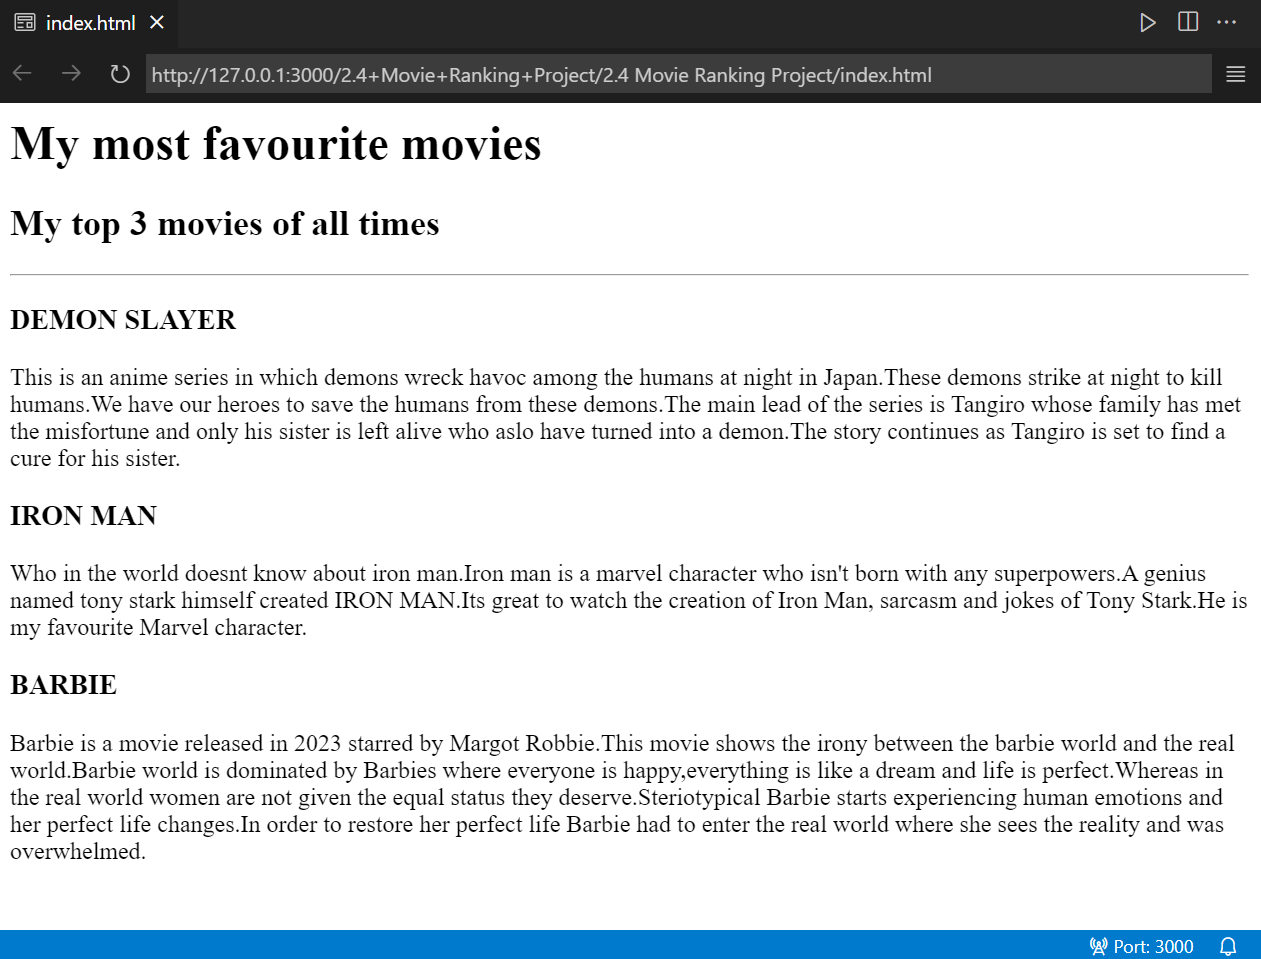 index.html
http://127.0.0.1:3000/2.4+Movie+Ranking+Project/2.4 Movie Ranking Project/index.html
My most favourite movies
My top 3 movies of all times
DEMON SLAYER
This is an anime series in which demons wreck havoc among the humans at night in Japan.These demons strike at night to kill
humans.We have our heroes to save the humans from these demons.The main lead of the series is Tangiro whose family has met
the misfortune and only his sister is left alive who aslo have turned into a demon.The story continues as Tangiro is set to find a
cure for his sister.
IRON MAN
Who in the world doesnt know about iron man.Iron man is a marvel character who isn't born with any superpowers.A genius
named tony stark himself created IRON MAN.Its great to watch the creation of Iron Man, sarcasm and jokes of Tony Stark.He is
my favourite Marvel character.
BARBIE
Barbie is a movie released in 2023 starred by Margot Robbie.This movie shows the irony between the barbie world and the real
world.Barbie world is dominated by Barbies where everyone is happy,everything is like a dream and life is perfect.Whereas in
the real world women are not given the equal status they deserve.Steriotypical Barbie starts experiencing human emotions and
her perfect life changes.In order to restore her perfect life Barbie had to enter the real world where she sees the reality and was
overwhelmed.
Port: 3000